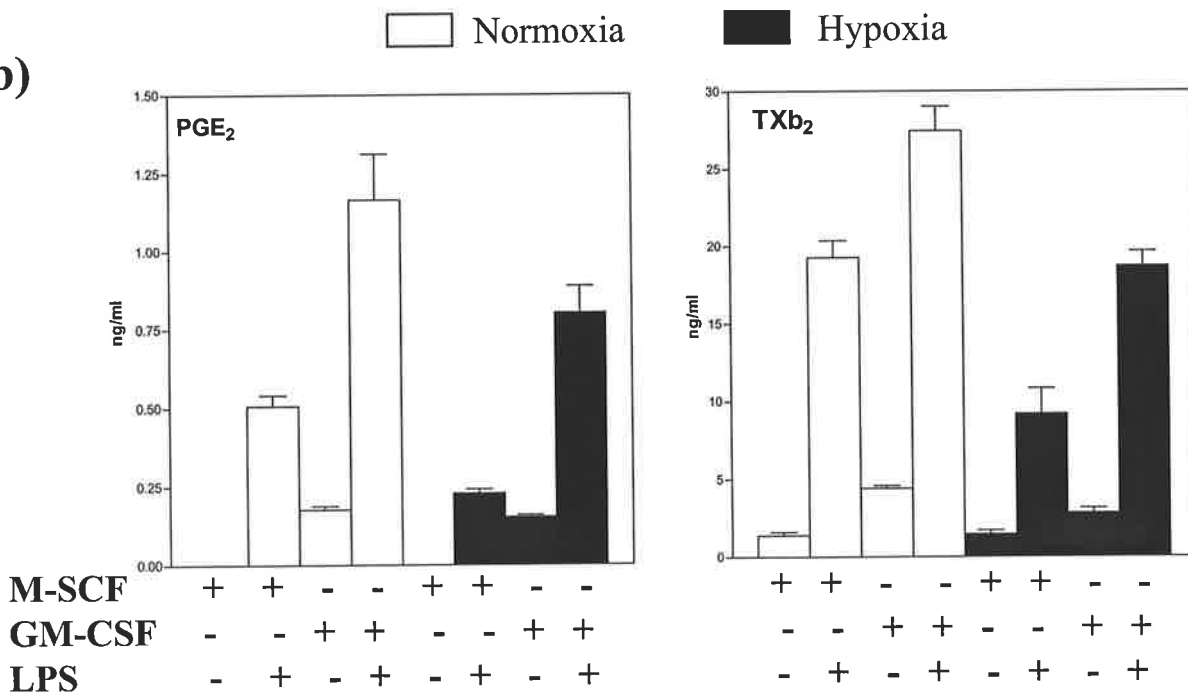 Normoxia Hypoxia
b)
PGE2
1.50
1.25
1.00
0.75
0.50
0.25
0.00
ng/ml
TXb2
30
25
20
15
10
5
0
ng/ml
M-SCF + + - - + + - - + + - - + + - -
GM-CSF - - + + - - + + - - + + - - + +
LPS - + - + - + - + - + - + - + - +